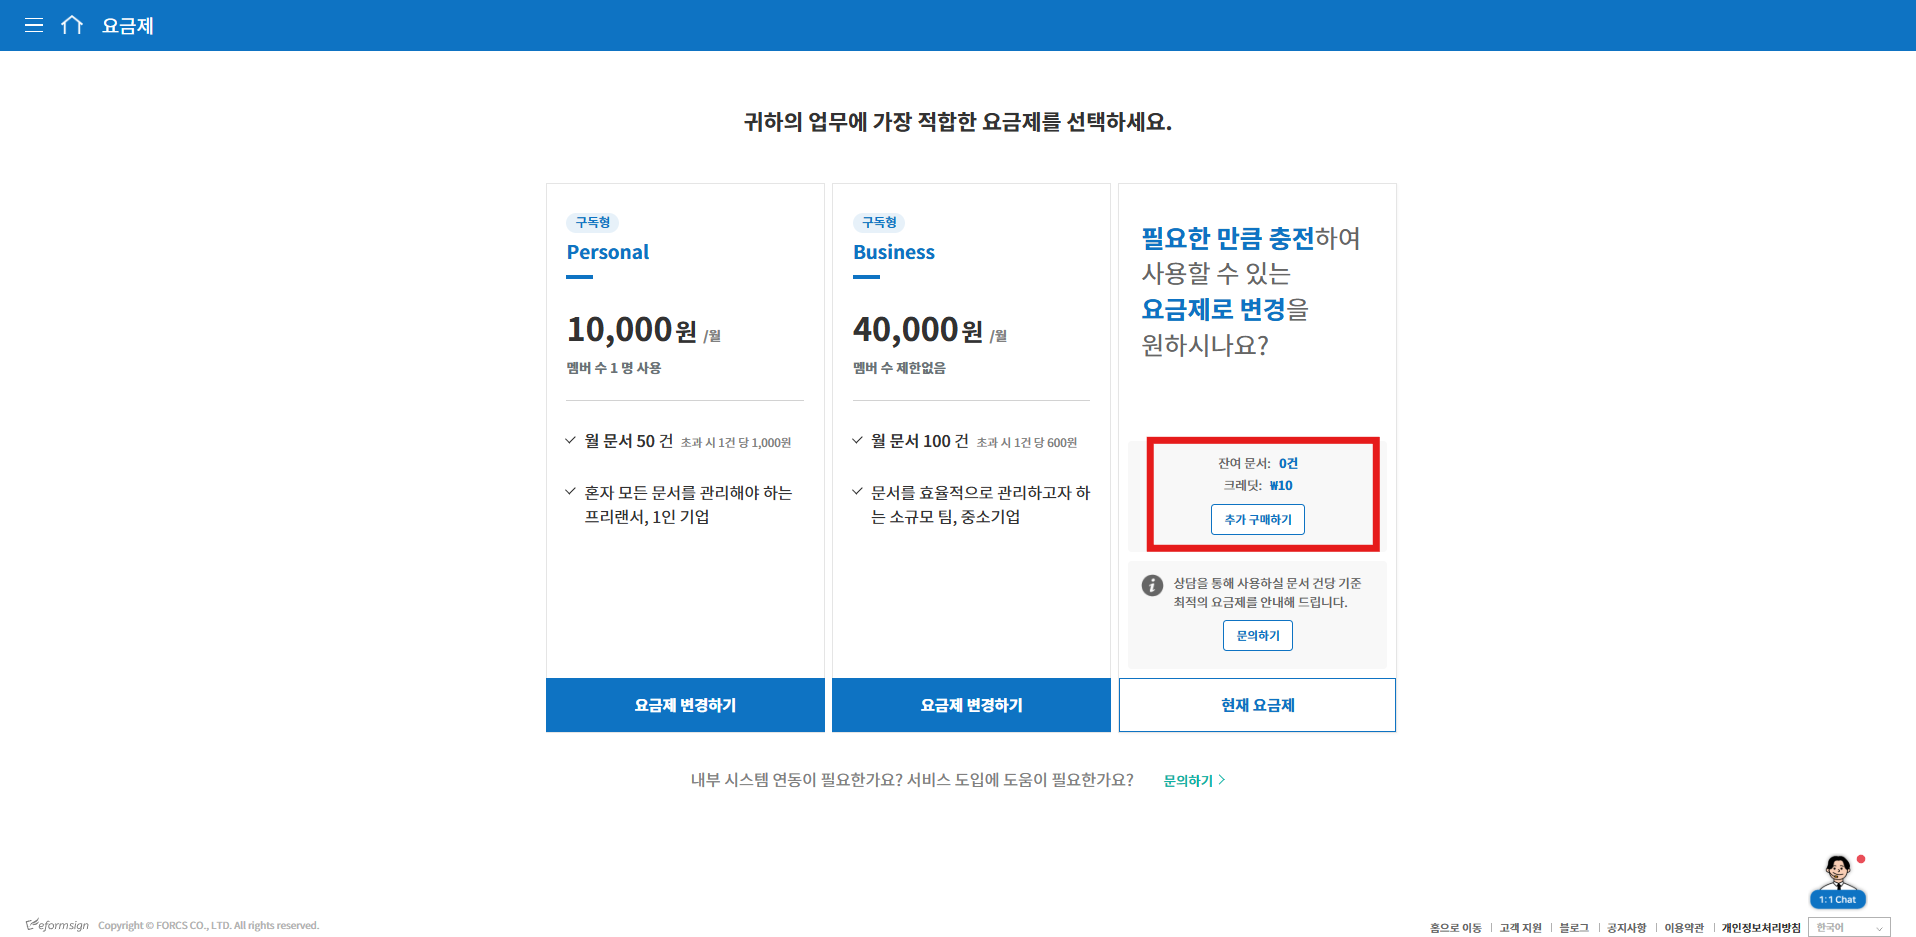 요금제
귀하의 업무에 가장 적합한 요금제를 선택하세요.
구독형
Personal
10,000원 /월
멤버 수 1 명 사용
월 문서 50 건 초과 시 1건 당 1,000원
혼자 모든 문서를 관리해야 하는
프리랜서, 1인 기업
요금제 변경하기
구독형
Business
40,000원 /월
멤버 수 제한없음
월 문서 100 건 초과 시 1건 당 600원
문서를 효율적으로 관리하고자 하
는 소규모 팀, 중소기업
요금제 변경하기
필요한 만큼 충전하여
사용할 수 있는
요금제로 변경을
원하시나요?
잔여 문서: 0건
크레딧: ₩10
추가 구매하기
i
상담을 통해 사용하실 문서 건당 기준
최적의 요금제를 안내해 드립니다.
문의하기
현재 요금제
내부 시스템 연동이 필요한가요? 서비스 도입에 도움이 필요한가요? 문의하기
1:1 Chat
eformsign Copyright © FORCS CO., LTD. All rights reserved.
홈으로 이동 | 고객 지원 | 블로그 | 공지사항 | 이용약관 | 개인정보처리방침 한국어